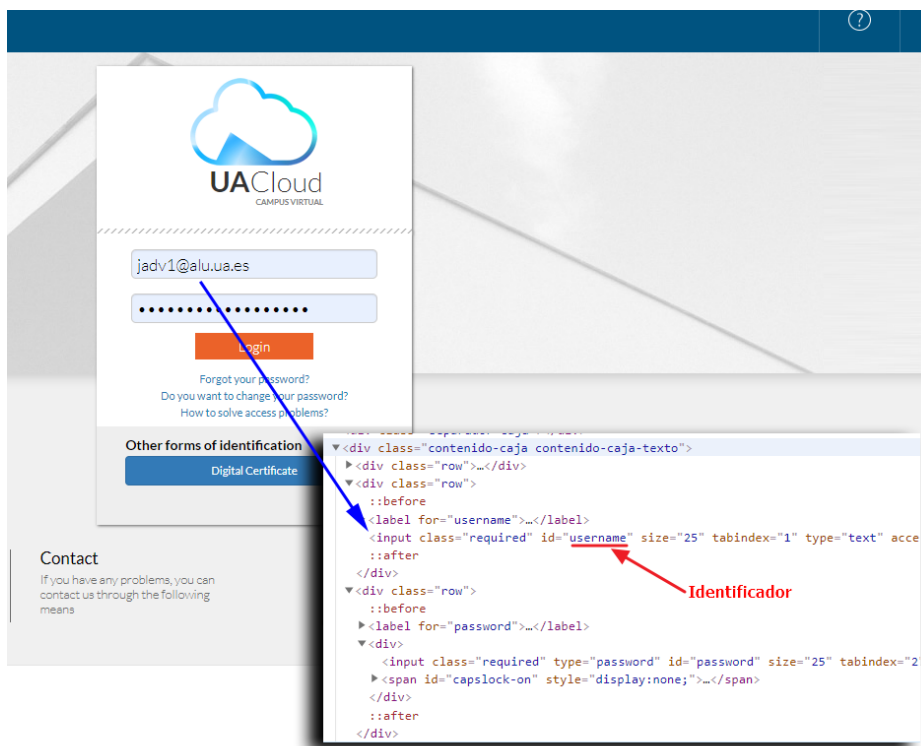 ?
UACloud
CAMPUS VIRTUAL
jadv1@alu.ua.es
••••••••••••••••••
Login
Forgot your password?
Do you want to change your password?
How to solve access problems?
Other forms of identification
Digital Certificate
Contact
If you have any problems, you can
contact us through the following
means
▼<div class="contenido-caja contenido-caja-texto">
▶<div class="row">…</div>
▼<div class="row">
::before
<label for="username">…</label>
<input class="required" id="username" size="25" tabindex="1" type="text" acce
::after
</div>
Identificador
▼<div class="row">
::before
▶<label for="password">…</label>
▼<div>
<input class="required" type="password" id="password" size="25" tabindex="2
▶<span id="capslock-on" style="display:none;">…</span>
</div>
::after
</div>